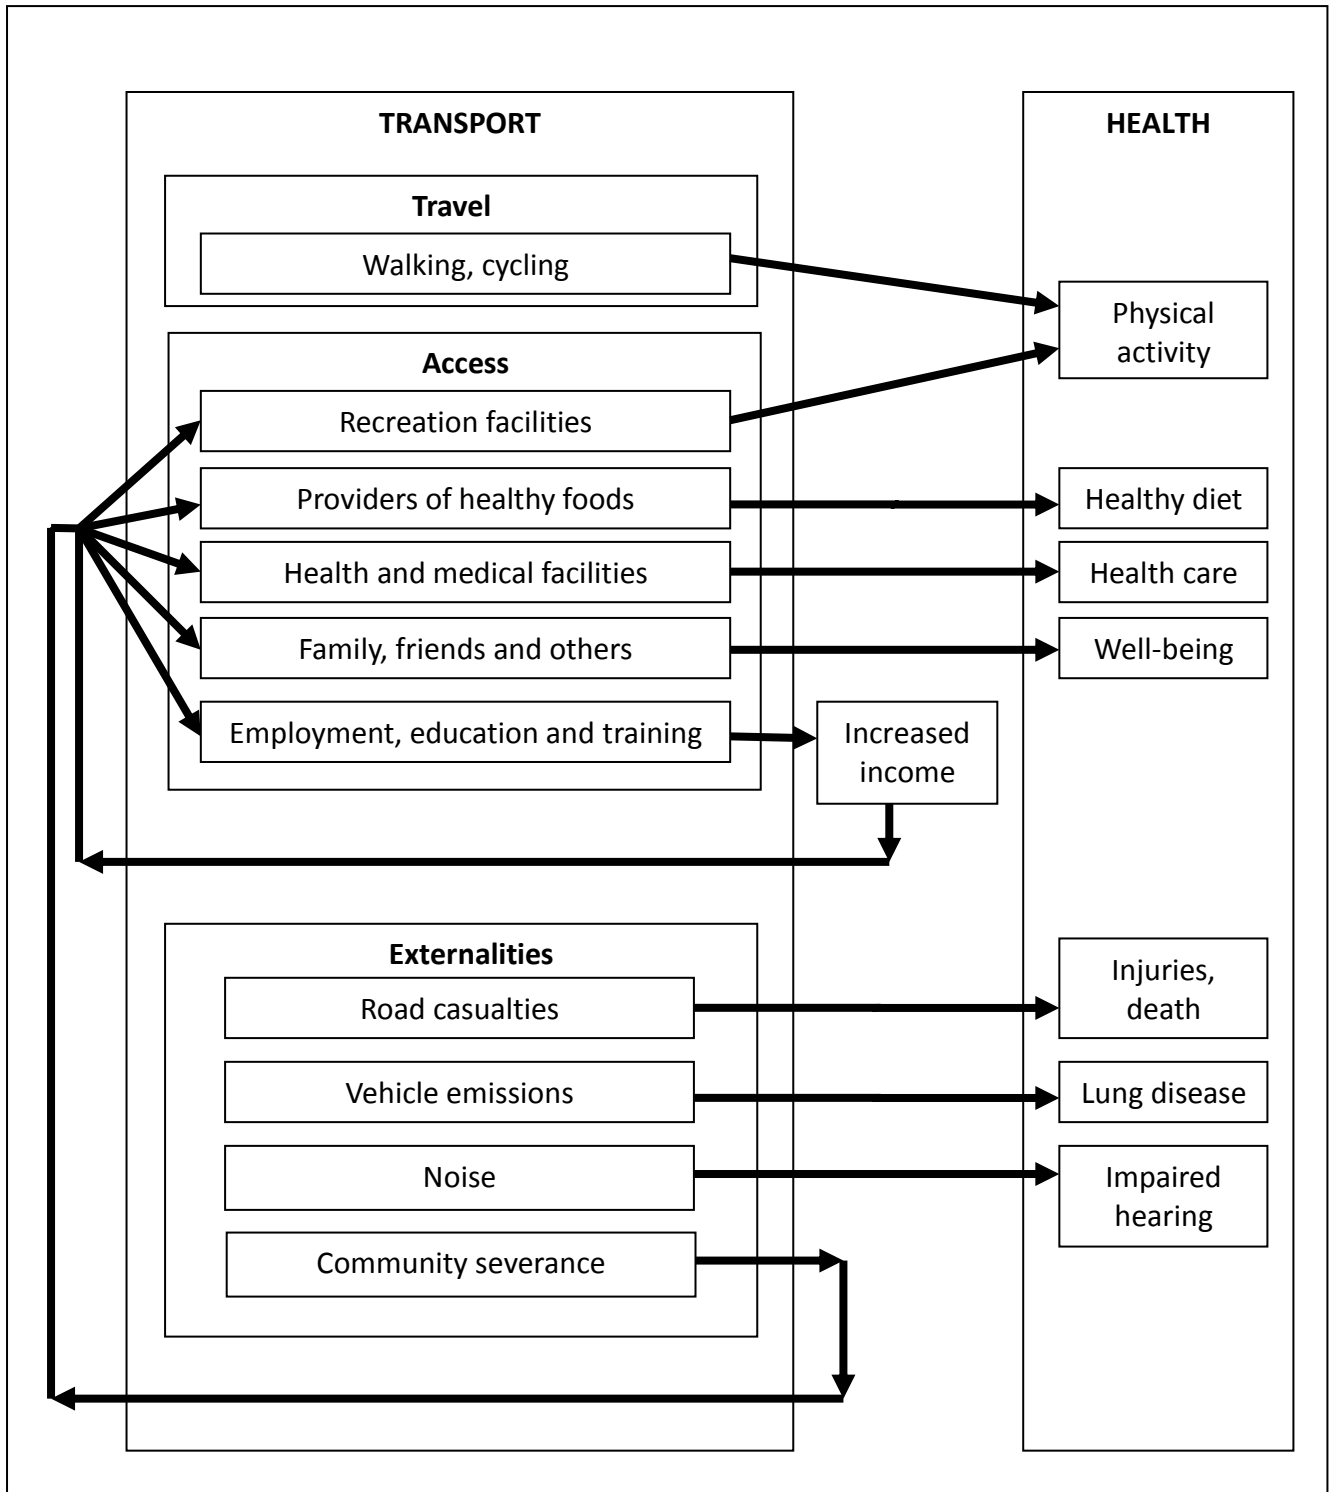 TRANSPORT
HEALTH
Travel
Walking, cycling
Physical
activity
Access
Recreation facilities
Providers of healthy foods
Healthy diet
Health and medical facilities
Health care
Family, friends and others
Well-being
Employment, education and training
Increased
income
Externalities
Road casualties
Injuries,
death
Vehicle emissions
Lung disease
Noise
Impaired
hearing
Community severance